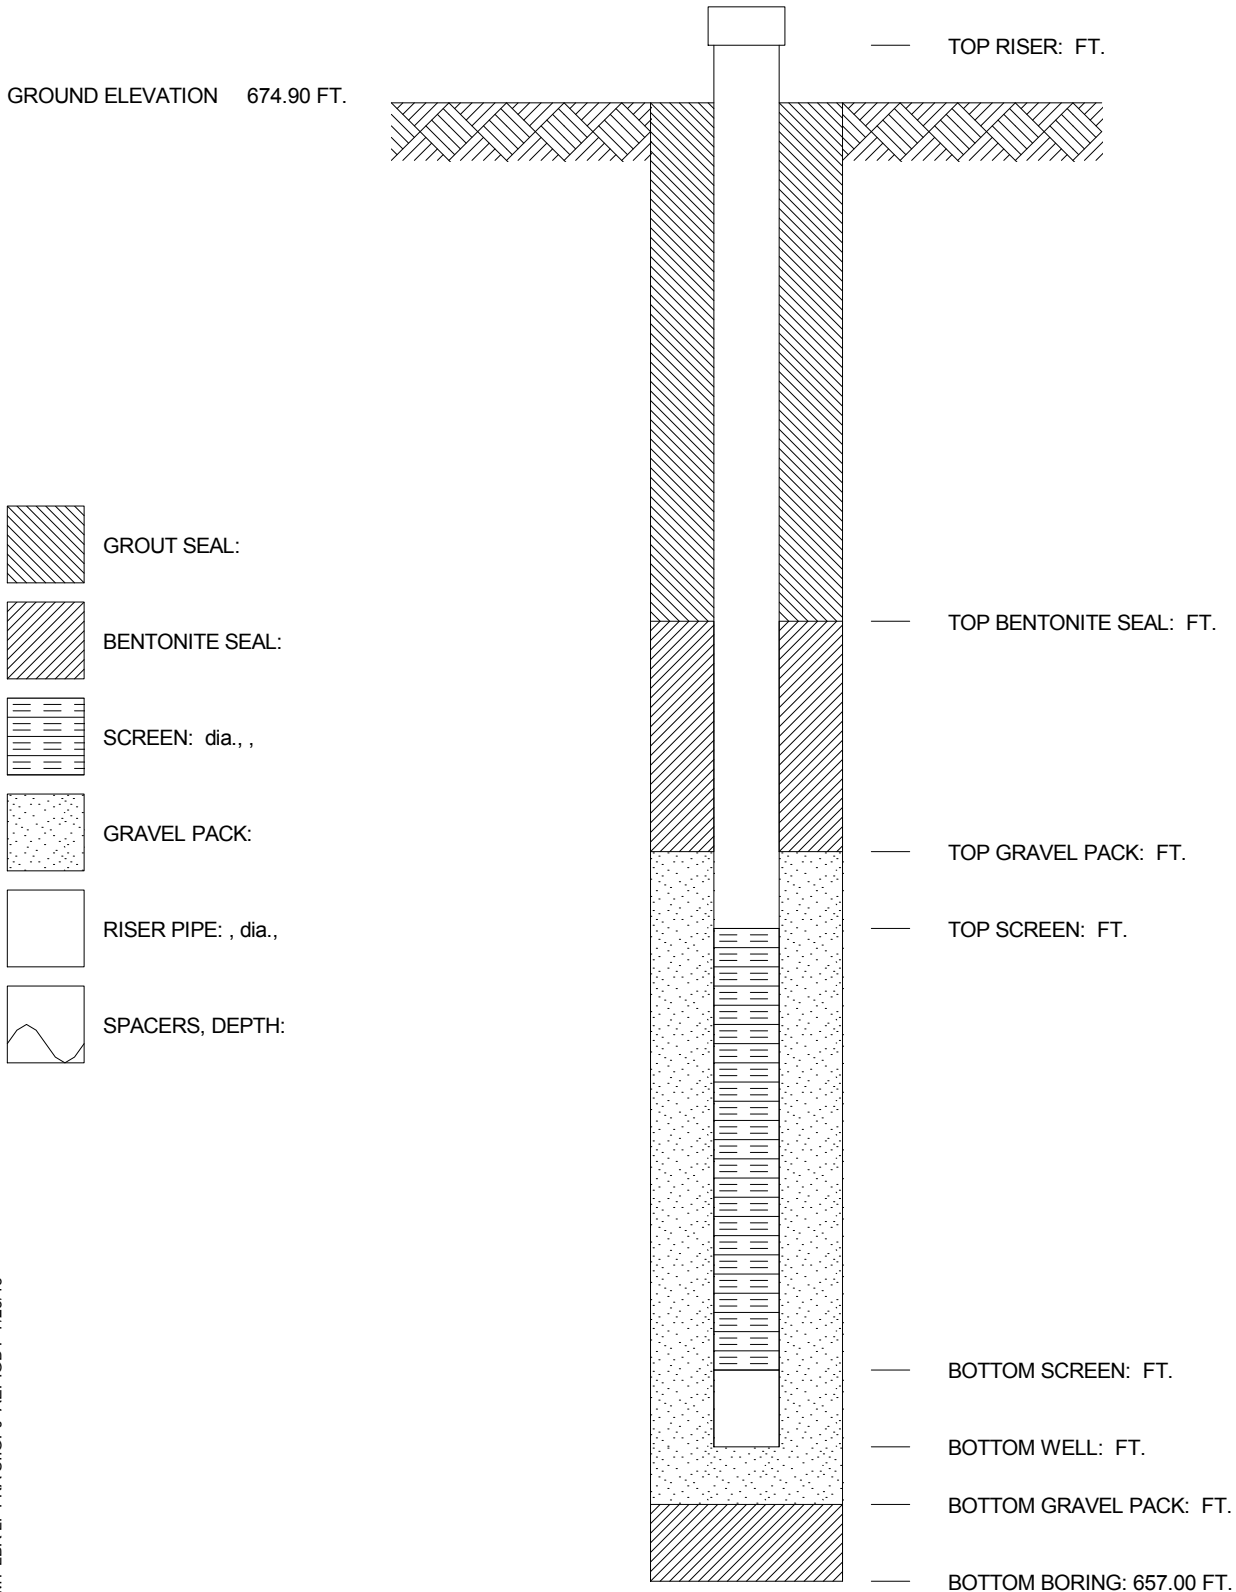 TOP RISER: FT.
GROUND ELEVATION 674.90 FT.
GROUT SEAL:
TOP BENTONITE SEAL: FT.
BENTONITE SEAL:
SCREEN: dia., ,
GRAVEL PACK:
TOP GRAVEL PACK: FT.
RISER PIPE: , dia.,
TOP SCREEN: FT.
SPACERS, DEPTH:
BOTTOM SCREEN: FT.
BOTTOM WELL: FT.
BOTTOM GRAVEL PACK: FT.
BOTTOM BORING: 657.00 FT.